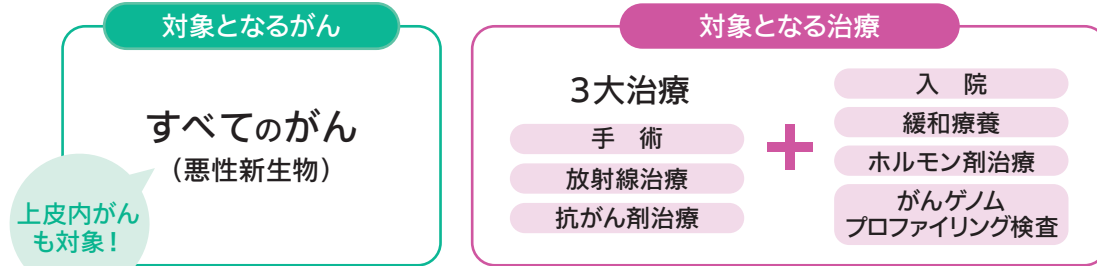 対象となるがん
すべてのがん
（悪性新生物）
上皮内がん
も対象！
対象となる治療
3大治療
手　術
放射線治療
抗がん剤治療
＋
入　院
緩和療養
ホルモン剤治療
がんゲノム
プロファイリング検査